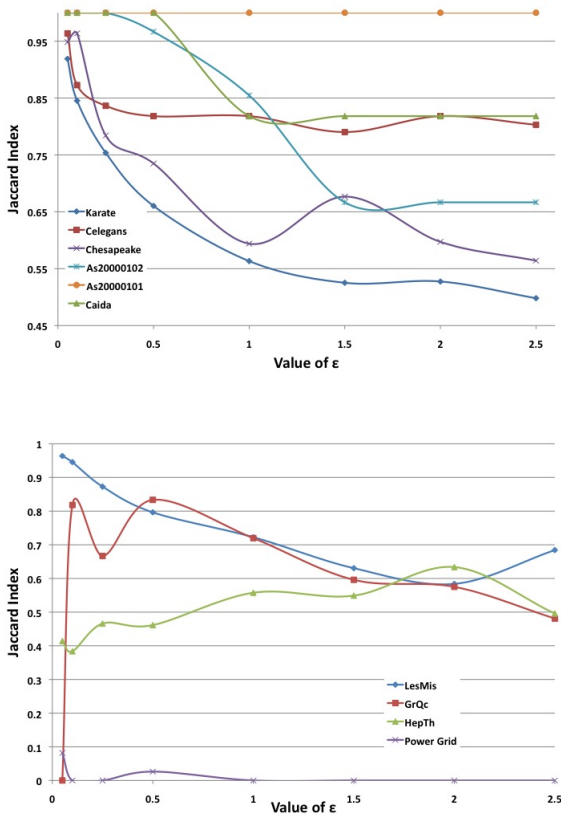 0.95
0.85
0.75
0.65
0.55
0.45
Jaccard Index
Karate
Celegans
Chesapeake
As20000102
As20000101
Caida
0 0.5 1 1.5 2 2.5
Value of ε
1
0.9
0.8
0.7
0.6
0.5
0.4
0.3
0.2
0.1
0
Jaccard Index
LesMis
GrQc
HepTh
Power Grid
0 0.5 1 1.5 2 2.5
Value of ε